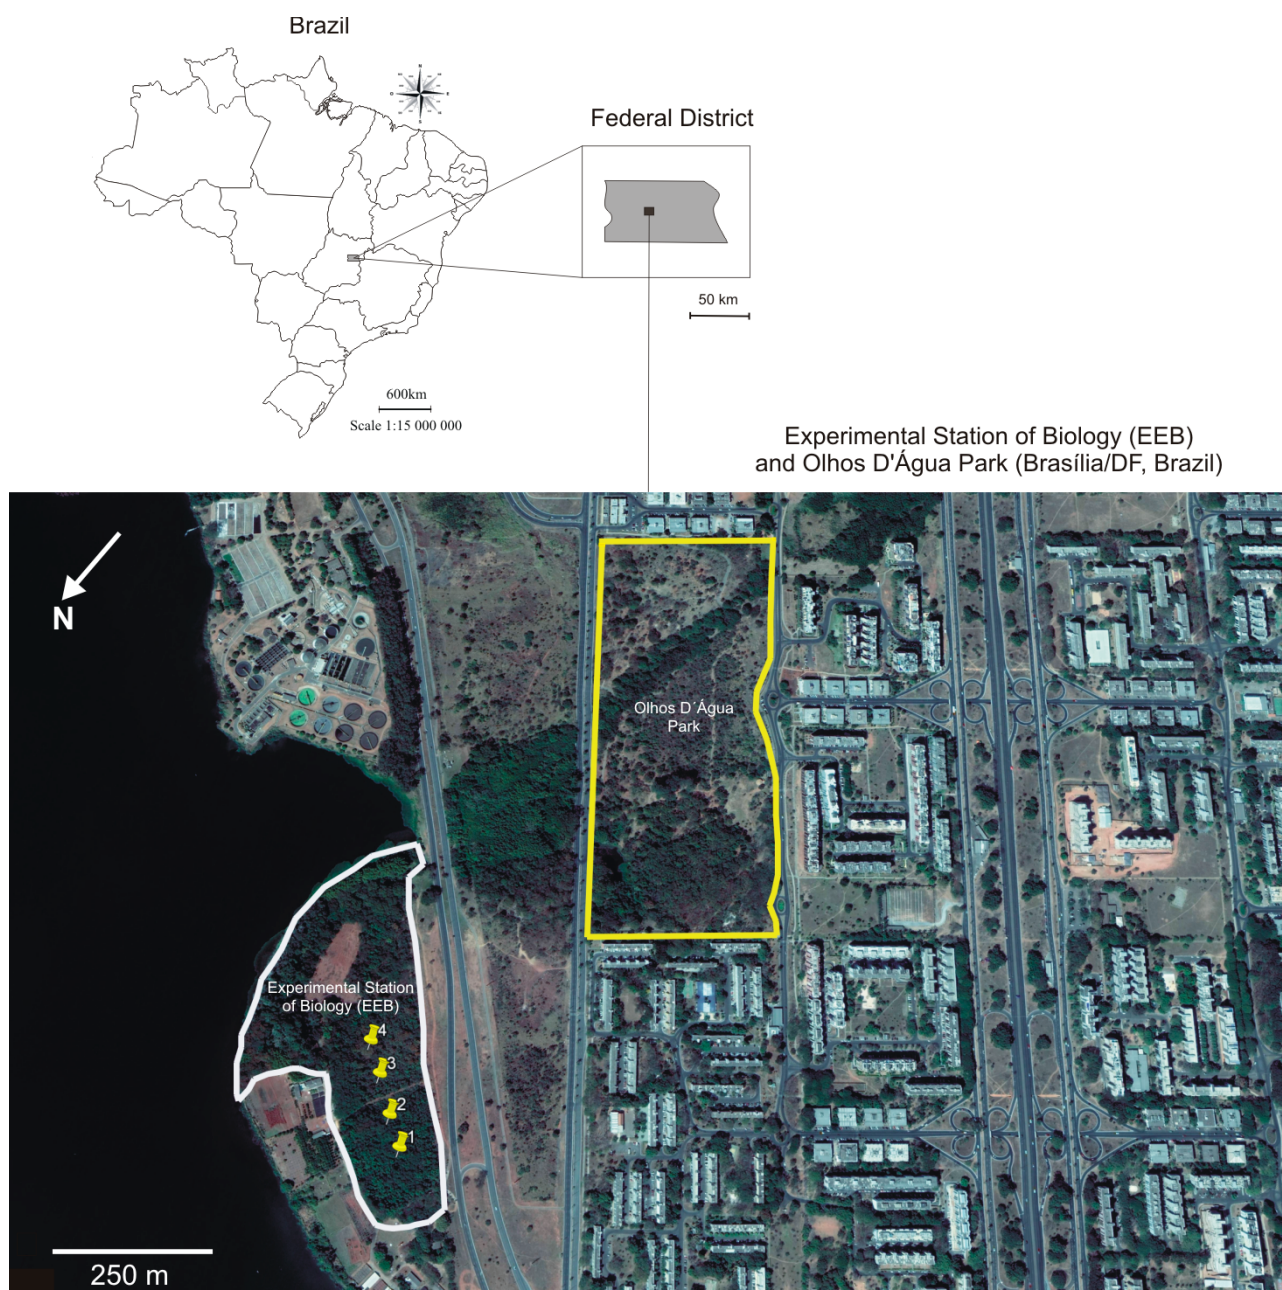 Brazil
N
Federal District
50 km
600km
Scale 1:15 000 000
Experimental Station of Biology (EEB)
and Olhos D'Água Park (Brasília/DF, Brazil)
N
Olhos D´Água
Park
Experimental Station
of Biology (EEB)
4
3
2
1
250 m